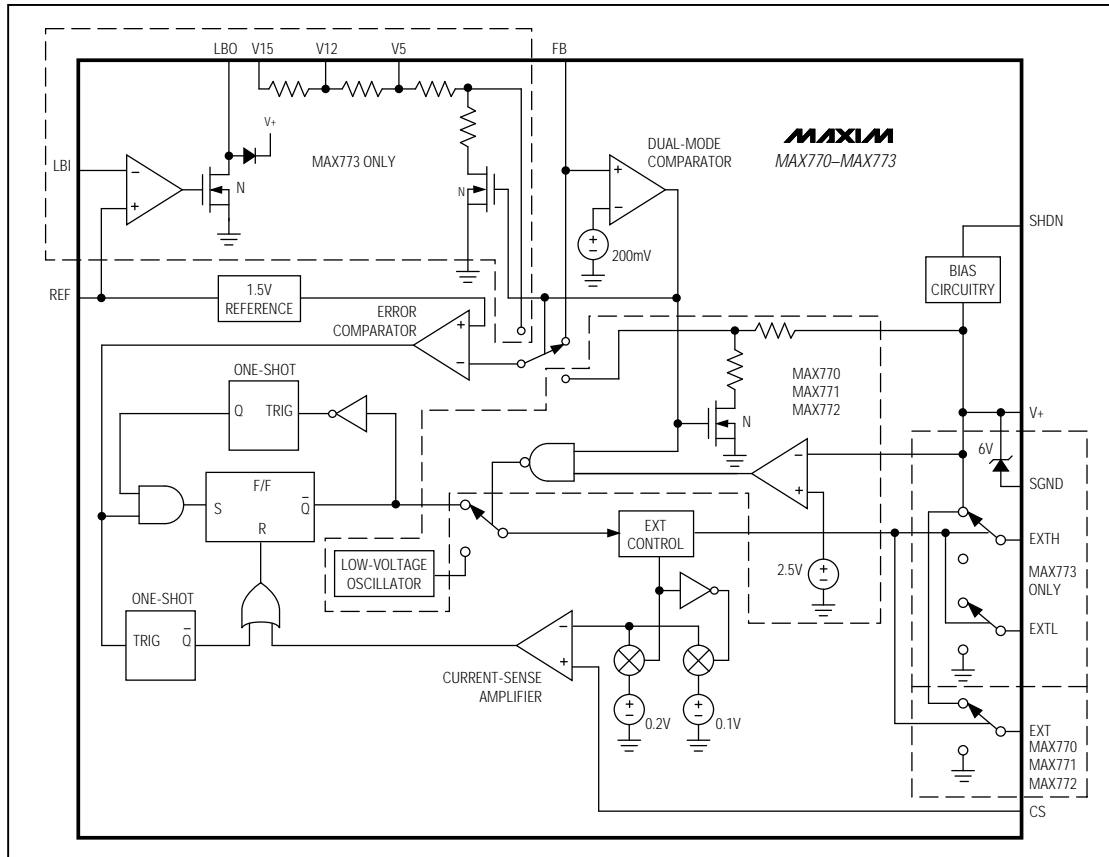 LBO V15 V12 V5 FB
V+
MAXIM
MAX770–MAX773
DUAL-MODE
COMPARATOR
MAX773 ONLY
LBI
−
+
N
N
+
−
200mV
SHDN
BIAS
CIRCUITRY
REF
1.5V
REFERENCE
ERROR
COMPARATOR
+
−
ONE-SHOT
Q TRIG
MAX770
MAX771
MAX772
N
V+
6V
SGND
−
+
F/F
S Q
R
EXT
CONTROL
LOW-VOLTAGE
OSCILLATOR
2.5V
+
−
EXTH
MAX773
ONLY
EXTL
ONE-SHOT
TRIG Q
−
+
CURRENT-SENSE
AMPLIFIER
+
−
0.2V
+
−
0.1V
EXT
MAX770
MAX771
MAX772
CS